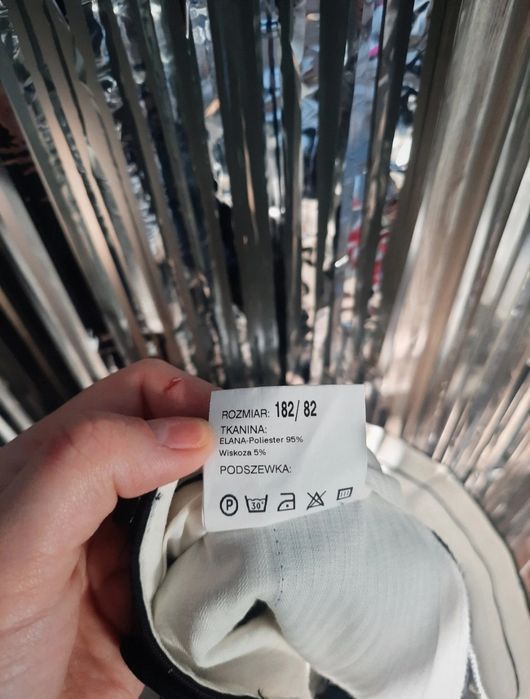 ROZMIAR: 182/ 82
TKANINA:
ELANA-Poliester 95%
Wiskoza 5%
PODSZEWKA:
P 30°